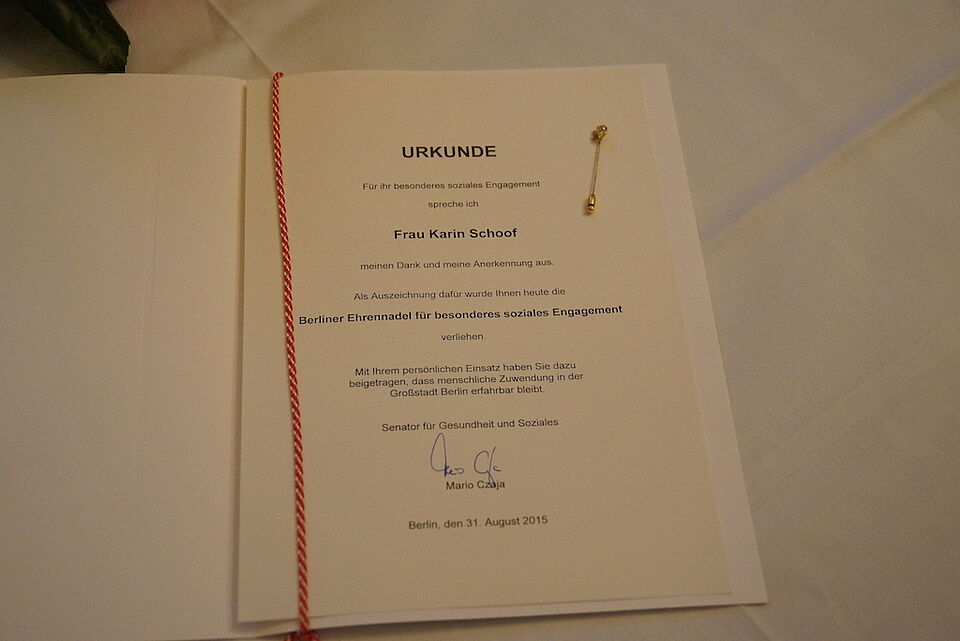 URKUNDE
Für ihr besonderes soziales Engagement
spreche ich
Frau Karin Schoof
meinen Dank und meine Anerkennung aus.
Als Auszeichnung dafür wurde Ihnen heute die
Berliner Ehrennadel für besonderes soziales Engagement
verliehen.
Mit Ihrem persönlichen Einsatz haben Sie dazu
beigetragen, dass menschliche Zuwendung in der
Großstadt Berlin erfahrbar bleibt.
Senator für Gesundheit und Soziales
Mario Czaja
Berlin, den 31. August 2015